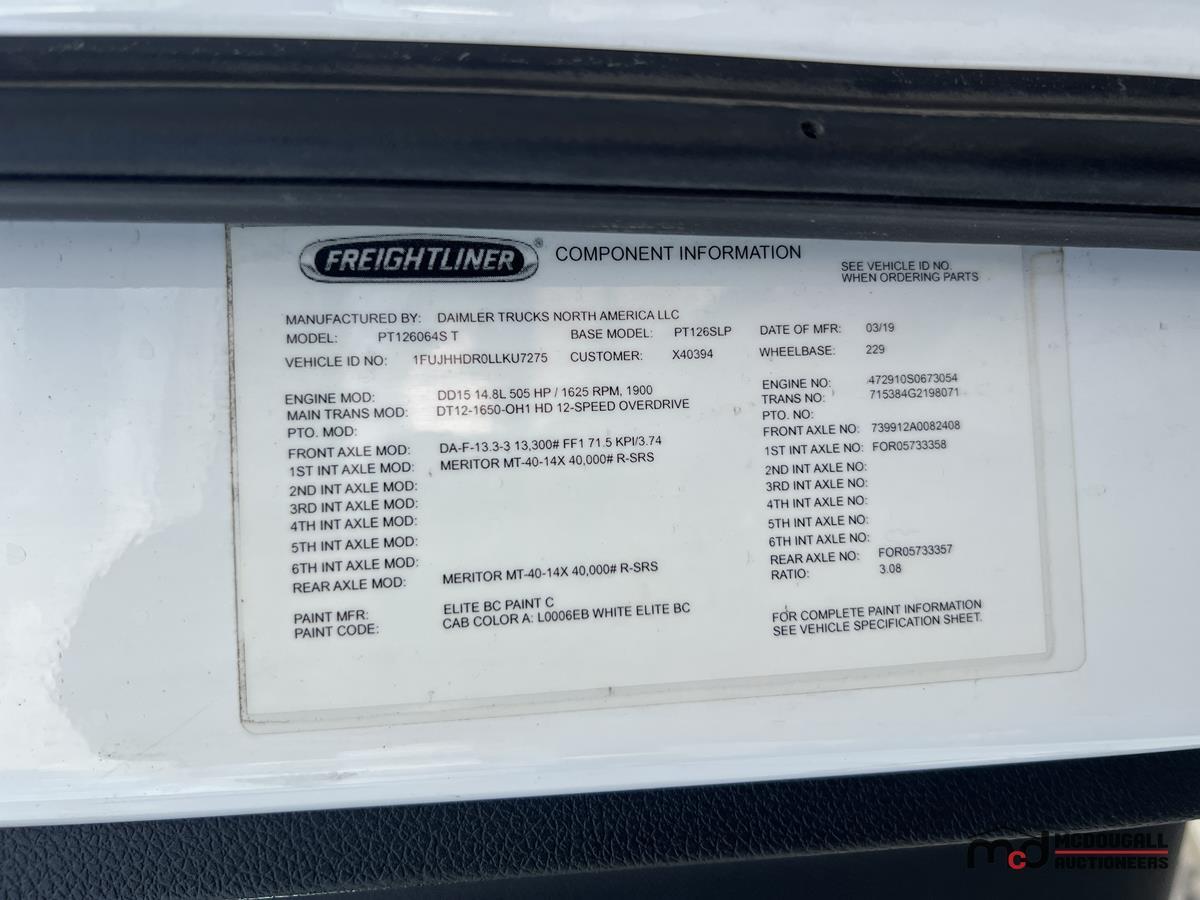 FREIGHTLINER® COMPONENT INFORMATION
SEE VEHICLE ID NO.
WHEN ORDERING PARTS
MANUFACTURED BY: DAIMLER TRUCKS NORTH AMERICA LLC
MODEL: PT126064S T BASE MODEL: PT126SLP DATE OF MFR: 03/19
VEHICLE ID NO: 1FUJHHDR0LLKU7275 CUSTOMER: X40394 WHEELBASE: 229
ENGINE MOD: DD15 14.8L 505 HP / 1625 RPM, 1900 ENGINE NO: 472910S0673054
MAIN TRANS MOD: DT12-1650-OH1 HD 12-SPEED OVERDRIVE TRANS NO: 715384G2198071
PTO. MOD: PTO. NO:
FRONT AXLE MOD: DA-F-13.3-3 13,300# FF1 71.5 KPI/3.74 FRONT AXLE NO: 739912A0082408
1ST INT AXLE MOD: MERITOR MT-40-14X 40,000# R-SRS 1ST INT AXLE NO: FOR05733358
2ND INT AXLE MOD: 2ND INT AXLE NO:
3RD INT AXLE MOD: 3RD INT AXLE NO:
4TH INT AXLE MOD: 4TH INT AXLE NO:
5TH INT AXLE MOD: 5TH INT AXLE NO:
6TH INT AXLE MOD: 6TH INT AXLE NO:
REAR AXLE MOD: MERITOR MT-40-14X 40,000# R-SRS REAR AXLE NO: FOR05733357
RATIO: 3.08
PAINT MFR: ELITE BC PAINT C
PAINT CODE: CAB COLOR A: L0006EB WHITE ELITE BC
FOR COMPLETE PAINT INFORMATION
SEE VEHICLE SPECIFICATION SHEET.
mcd MCDOUGALL
AUCTIONEERS